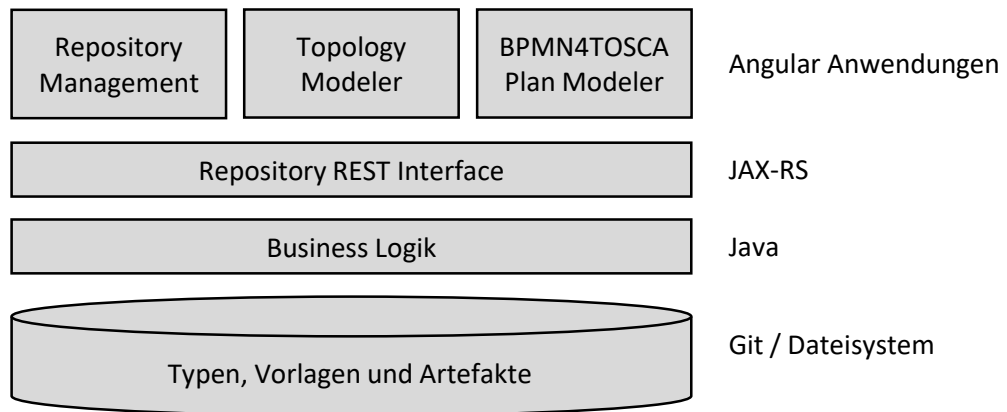 Repository
Management
Topology
Modeler
BPMN4TOSCA
Plan Modeler
Angular Anwendungen
Repository REST Interface
JAX-RS
Business Logik
Java
Typen, Vorlagen und Artefakte
Git / Dateisystem